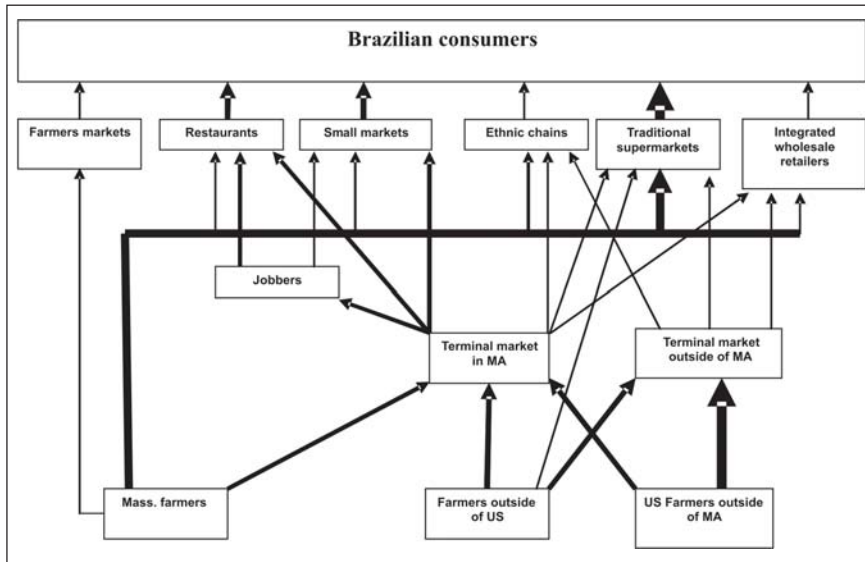 Brazilian consumers
Farmers markets
Restaurants
Small markets
Ethnic chains
Traditional
supermarkets
Integrated
wholesale
retailers
Jobbers
Terminal market
in MA
Terminal market
outside of MA
Mass. farmers
Farmers outside
of US
US Farmers outside
of MA